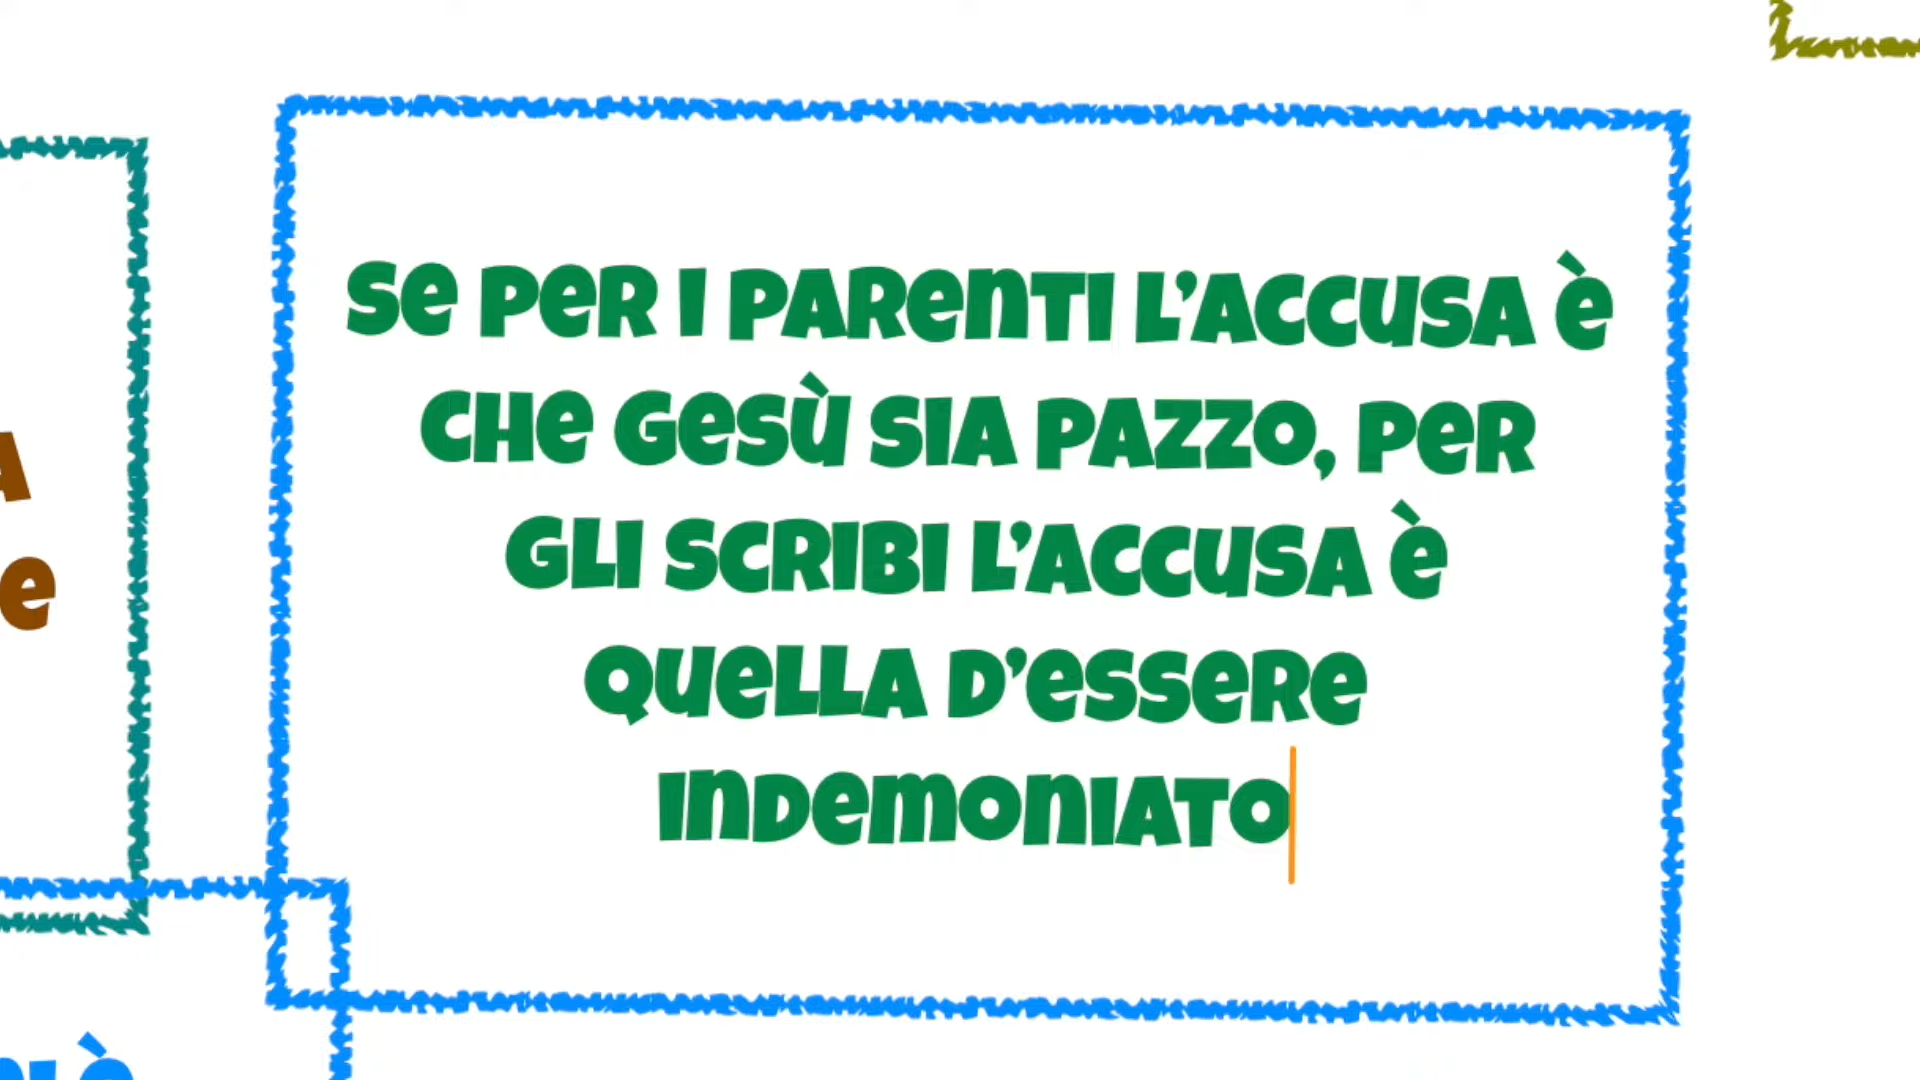 Se per i parenti l’accusa è
che Gesù sia pazzo, per
gli scribi l’accusa è
quella d’essere
indemoniato